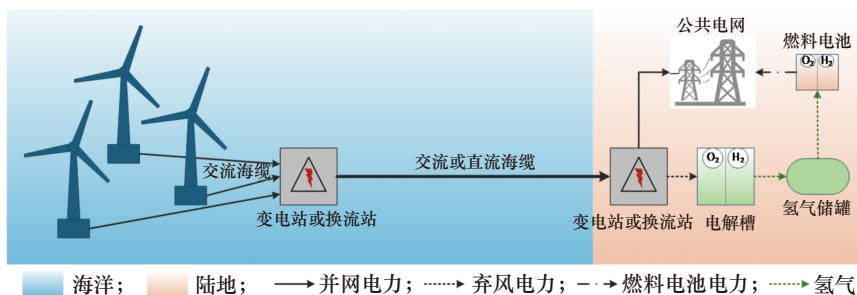 公共电网
燃料电池
O₂ H₂
交流海缆
交流或直流海缆
O₂ H₂
变电站或换流站
变电站或换流站
电解槽
氢气储罐
海洋； 陆地； 并网电力； 弃风电力； 燃料电池电力； 氢气